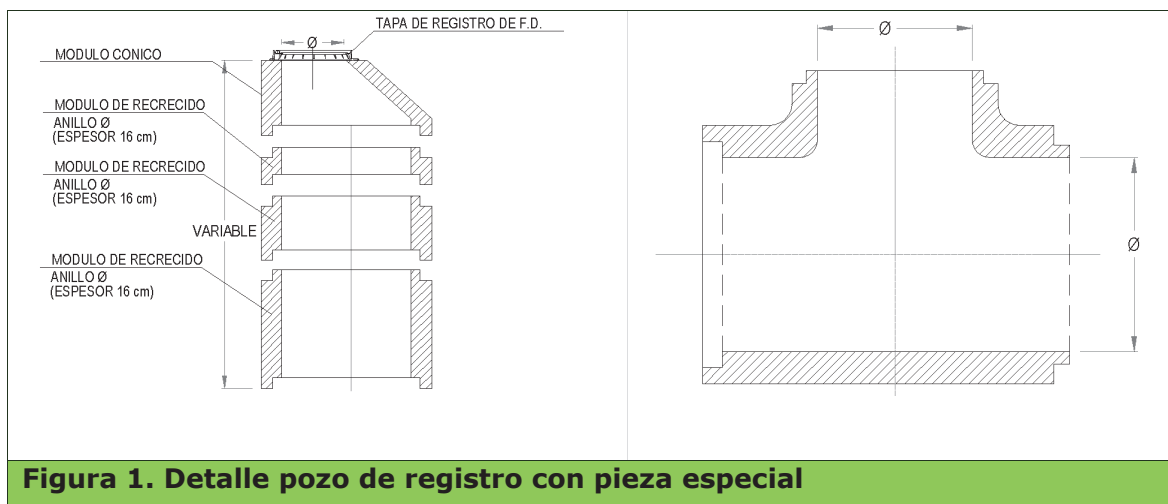 TAPA DE REGISTRO DE F.D.
Ø
MODULO CONICO
MODULO DE RECRECIDO
ANILLO Ø
(ESPESOR 16 cm)
MODULO DE RECRECIDO
ANILLO Ø
(ESPESOR 16 cm)
VARIABLE
MODULO DE RECRECIDO
ANILLO Ø
(ESPESOR 16 cm)
Ø
Ø
Figura 1. Detalle pozo de registro con pieza especial